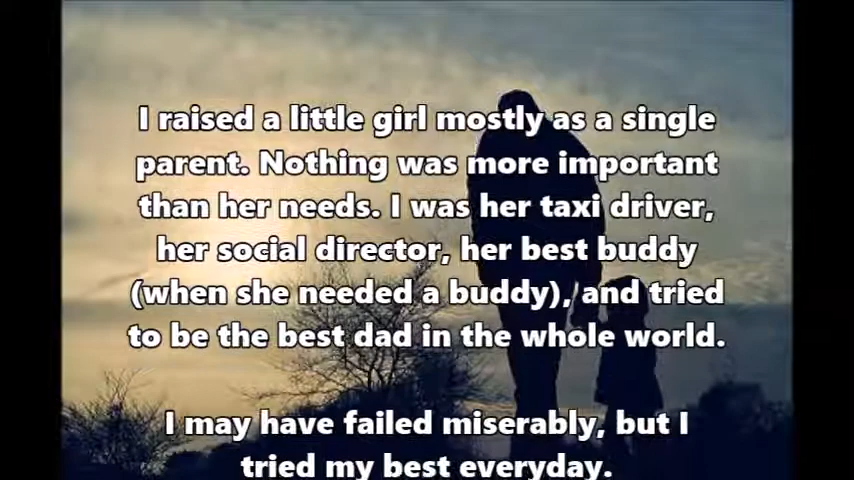 I raised a little girl mostly as a single
parent. Nothing was more important
than her needs. I was her taxi driver,
her social director, her best buddy
(when she needed a buddy), and tried
to be the best dad in the whole world.
I may have failed miserably, but I
tried my best everyday.